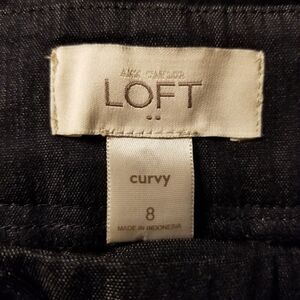 ANN TAYLOR
LOFT
curvy
8
MADE IN INDONESIA